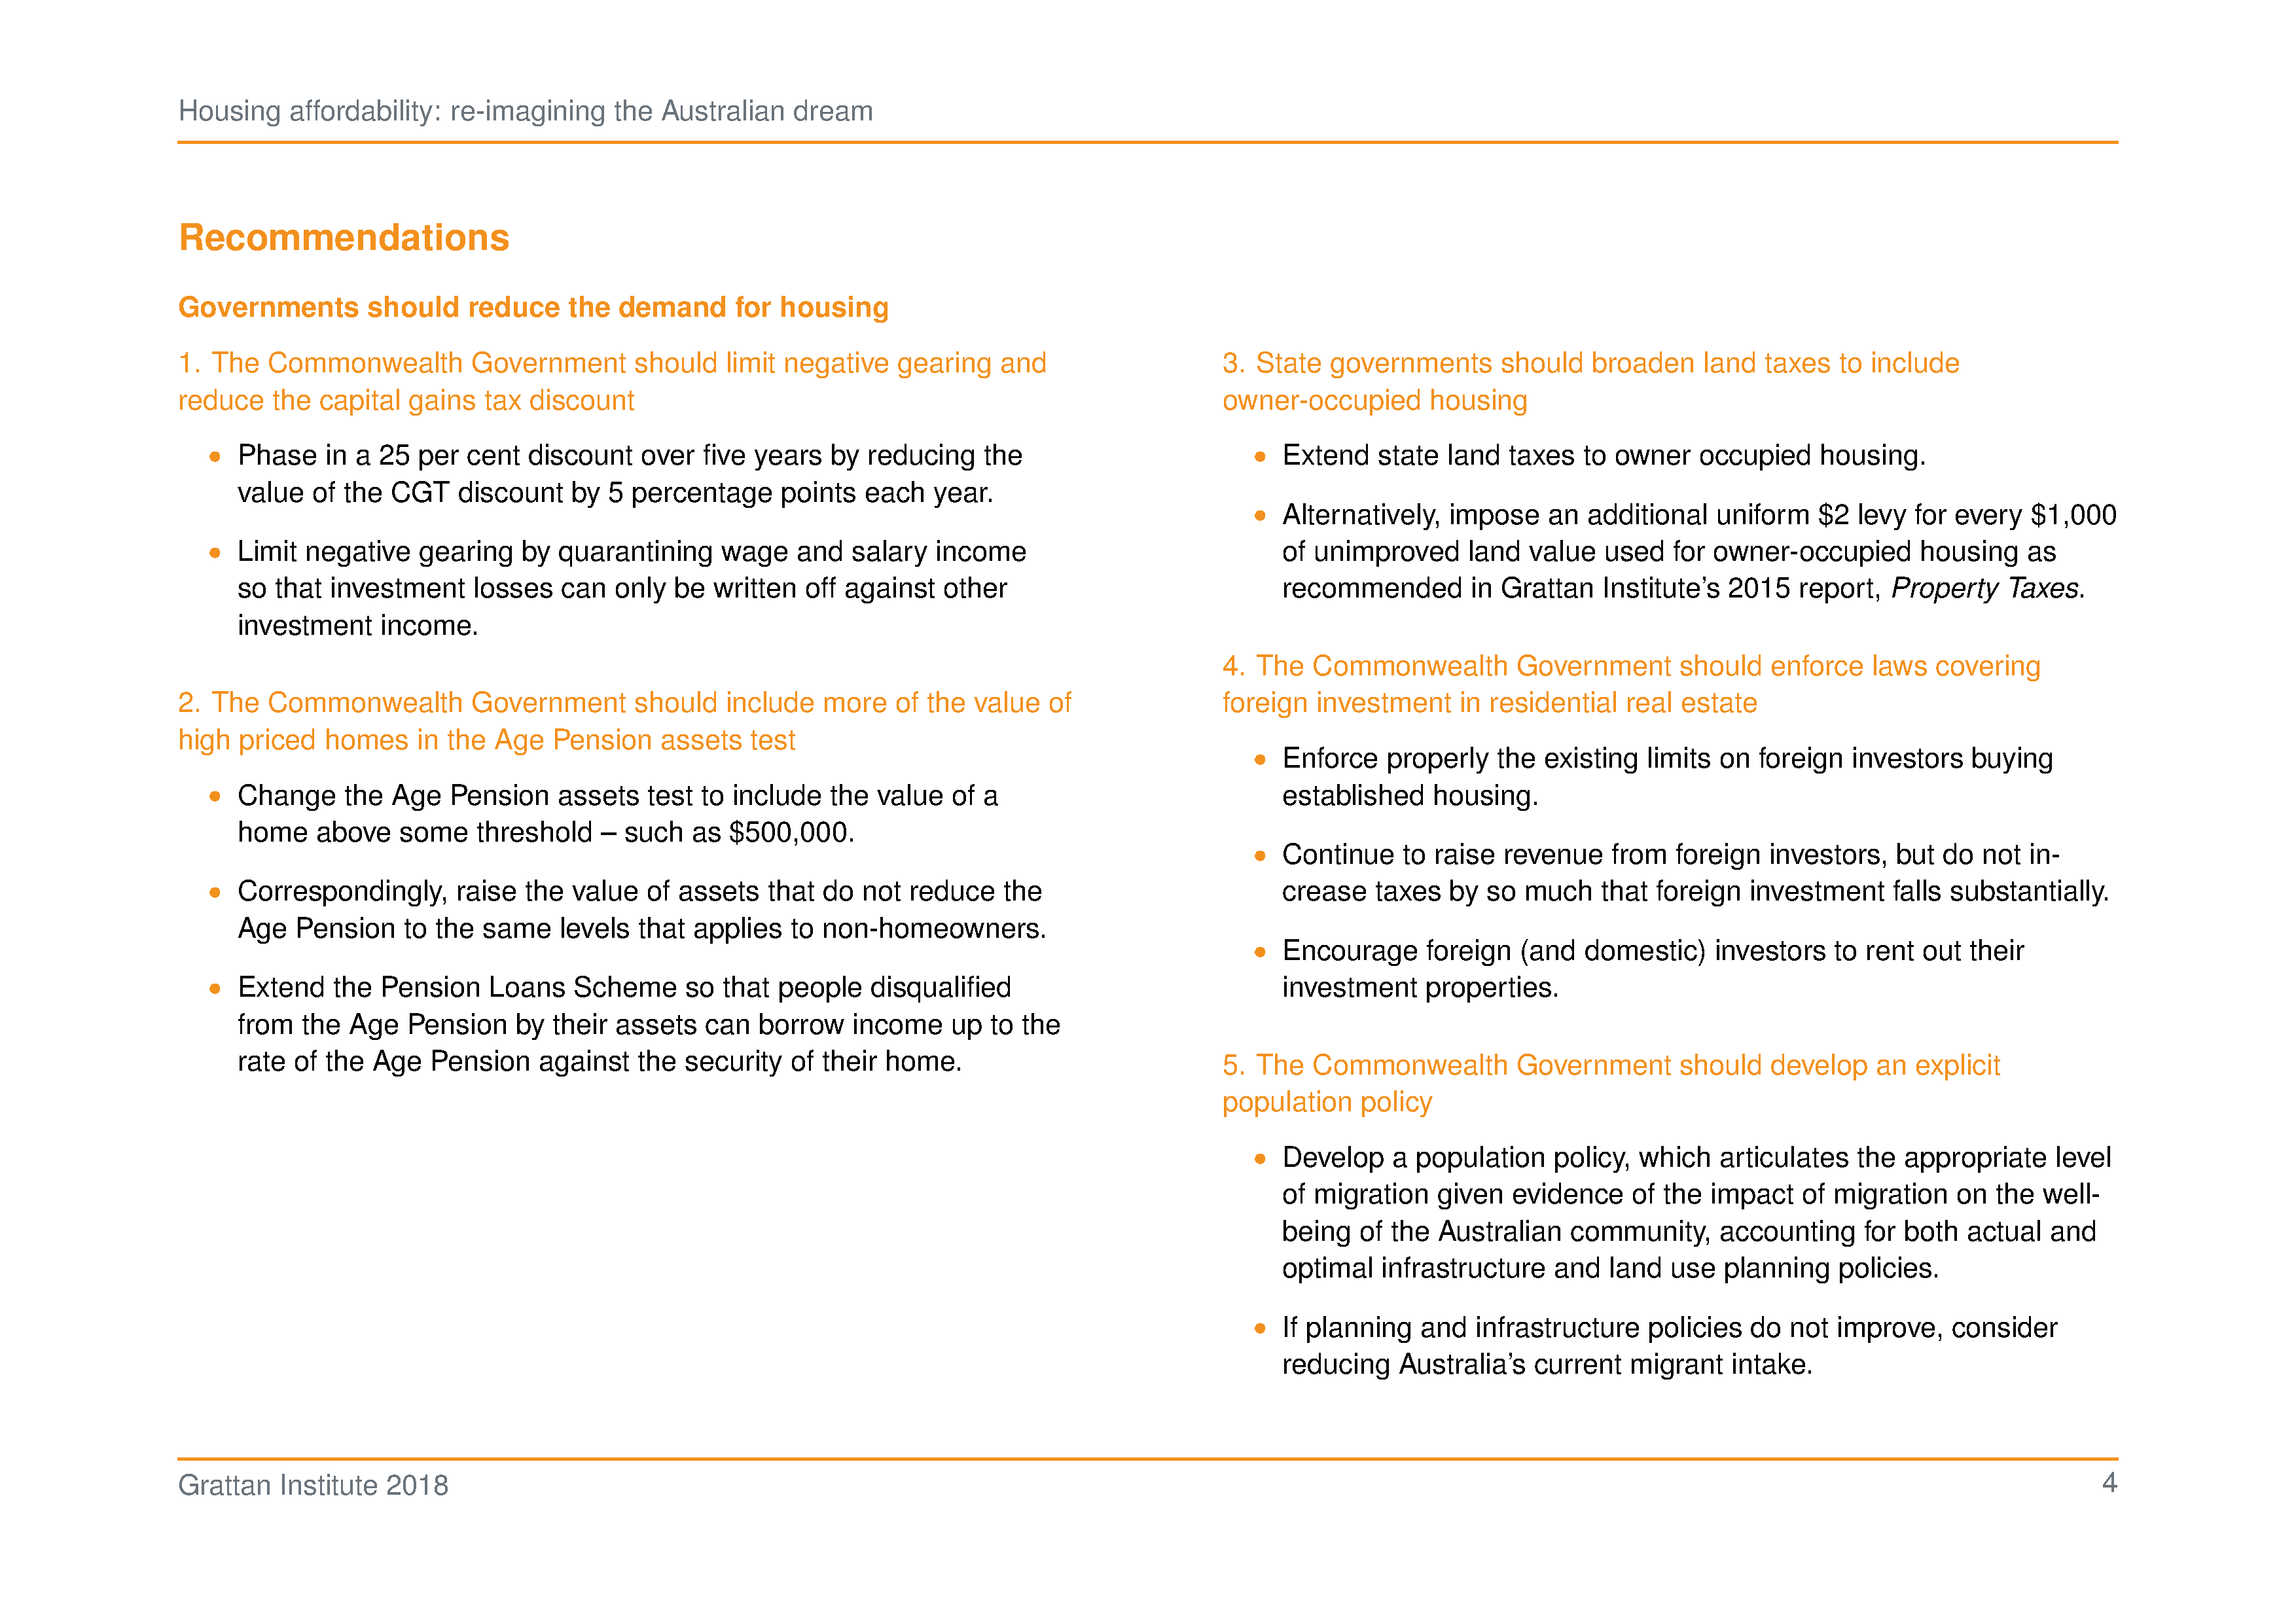 Housing affordability: re-imagining the Australian dream
Recommendations
Governments should reduce the demand for housing
1. The Commonwealth Government should limit negative gearing and
reduce the capital gains tax discount
• Phase in a 25 per cent discount over five years by reducing the
value of the CGT discount by 5 percentage points each year.
• Limit negative gearing by quarantining wage and salary income
so that investment losses can only be written off against other
investment income.
2. The Commonwealth Government should include more of the value of
high priced homes in the Age Pension assets test
• Change the Age Pension assets test to include the value of a
home above some threshold – such as $500,000.
• Correspondingly, raise the value of assets that do not reduce the
Age Pension to the same levels that applies to non-homeowners.
• Extend the Pension Loans Scheme so that people disqualified
from the Age Pension by their assets can borrow income up to the
rate of the Age Pension against the security of their home.
3. State governments should broaden land taxes to include
owner-occupied housing
• Extend state land taxes to owner occupied housing.
• Alternatively, impose an additional uniform $2 levy for every $1,000
of unimproved land value used for owner-occupied housing as
recommended in Grattan Institute's 2015 report, Property Taxes.
4. The Commonwealth Government should enforce laws covering
foreign investment in residential real estate
• Enforce properly the existing limits on foreign investors buying
established housing.
• Continue to raise revenue from foreign investors, but do not in-
crease taxes by so much that foreign investment falls substantially.
• Encourage foreign (and domestic) investors to rent out their
investment properties.
5. The Commonwealth Government should develop an explicit
population policy
• Develop a population policy, which articulates the appropriate level
of migration given evidence of the impact of migration on the well-
being of the Australian community, accounting for both actual and
optimal infrastructure and land use planning policies.
• If planning and infrastructure policies do not improve, consider
reducing Australia's current migrant intake.
Grattan Institute 2018
4